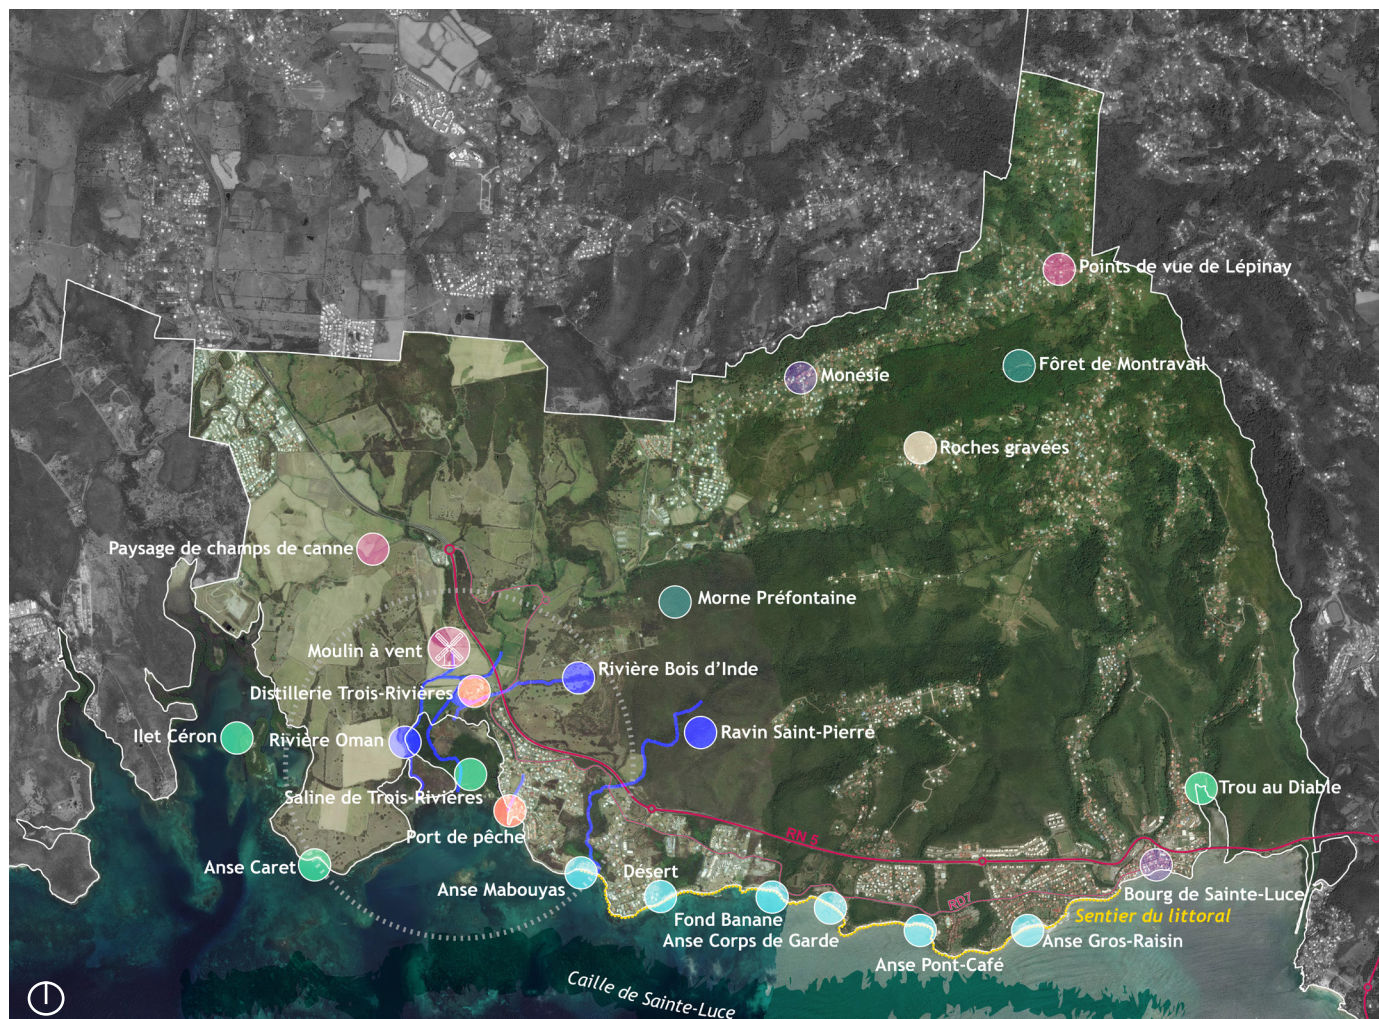 Points de vue de Lépinay
Fôret de Montravail
Monésie
Roches gravées
Paysage de champs de canne
Morne Préfontaine
Moulin à vent
Rivière Bois d'Inde
Distillerie Trois-Rivières
Ravin Saint-Pierre
Ilet Céron
Rivière Oman
Trou au Diable
Saline de Trois-Rivières
Port de pêche
RN 5
Anse Caret
Désert
Anse Mabouyas
Bourg de Sainte-Luce
RD7
Fond Banane
Sentier du littoral
Anse Corps de Garde
Anse Gros-Raisin
Anse Pont-Café
Caille de Sainte-Luce